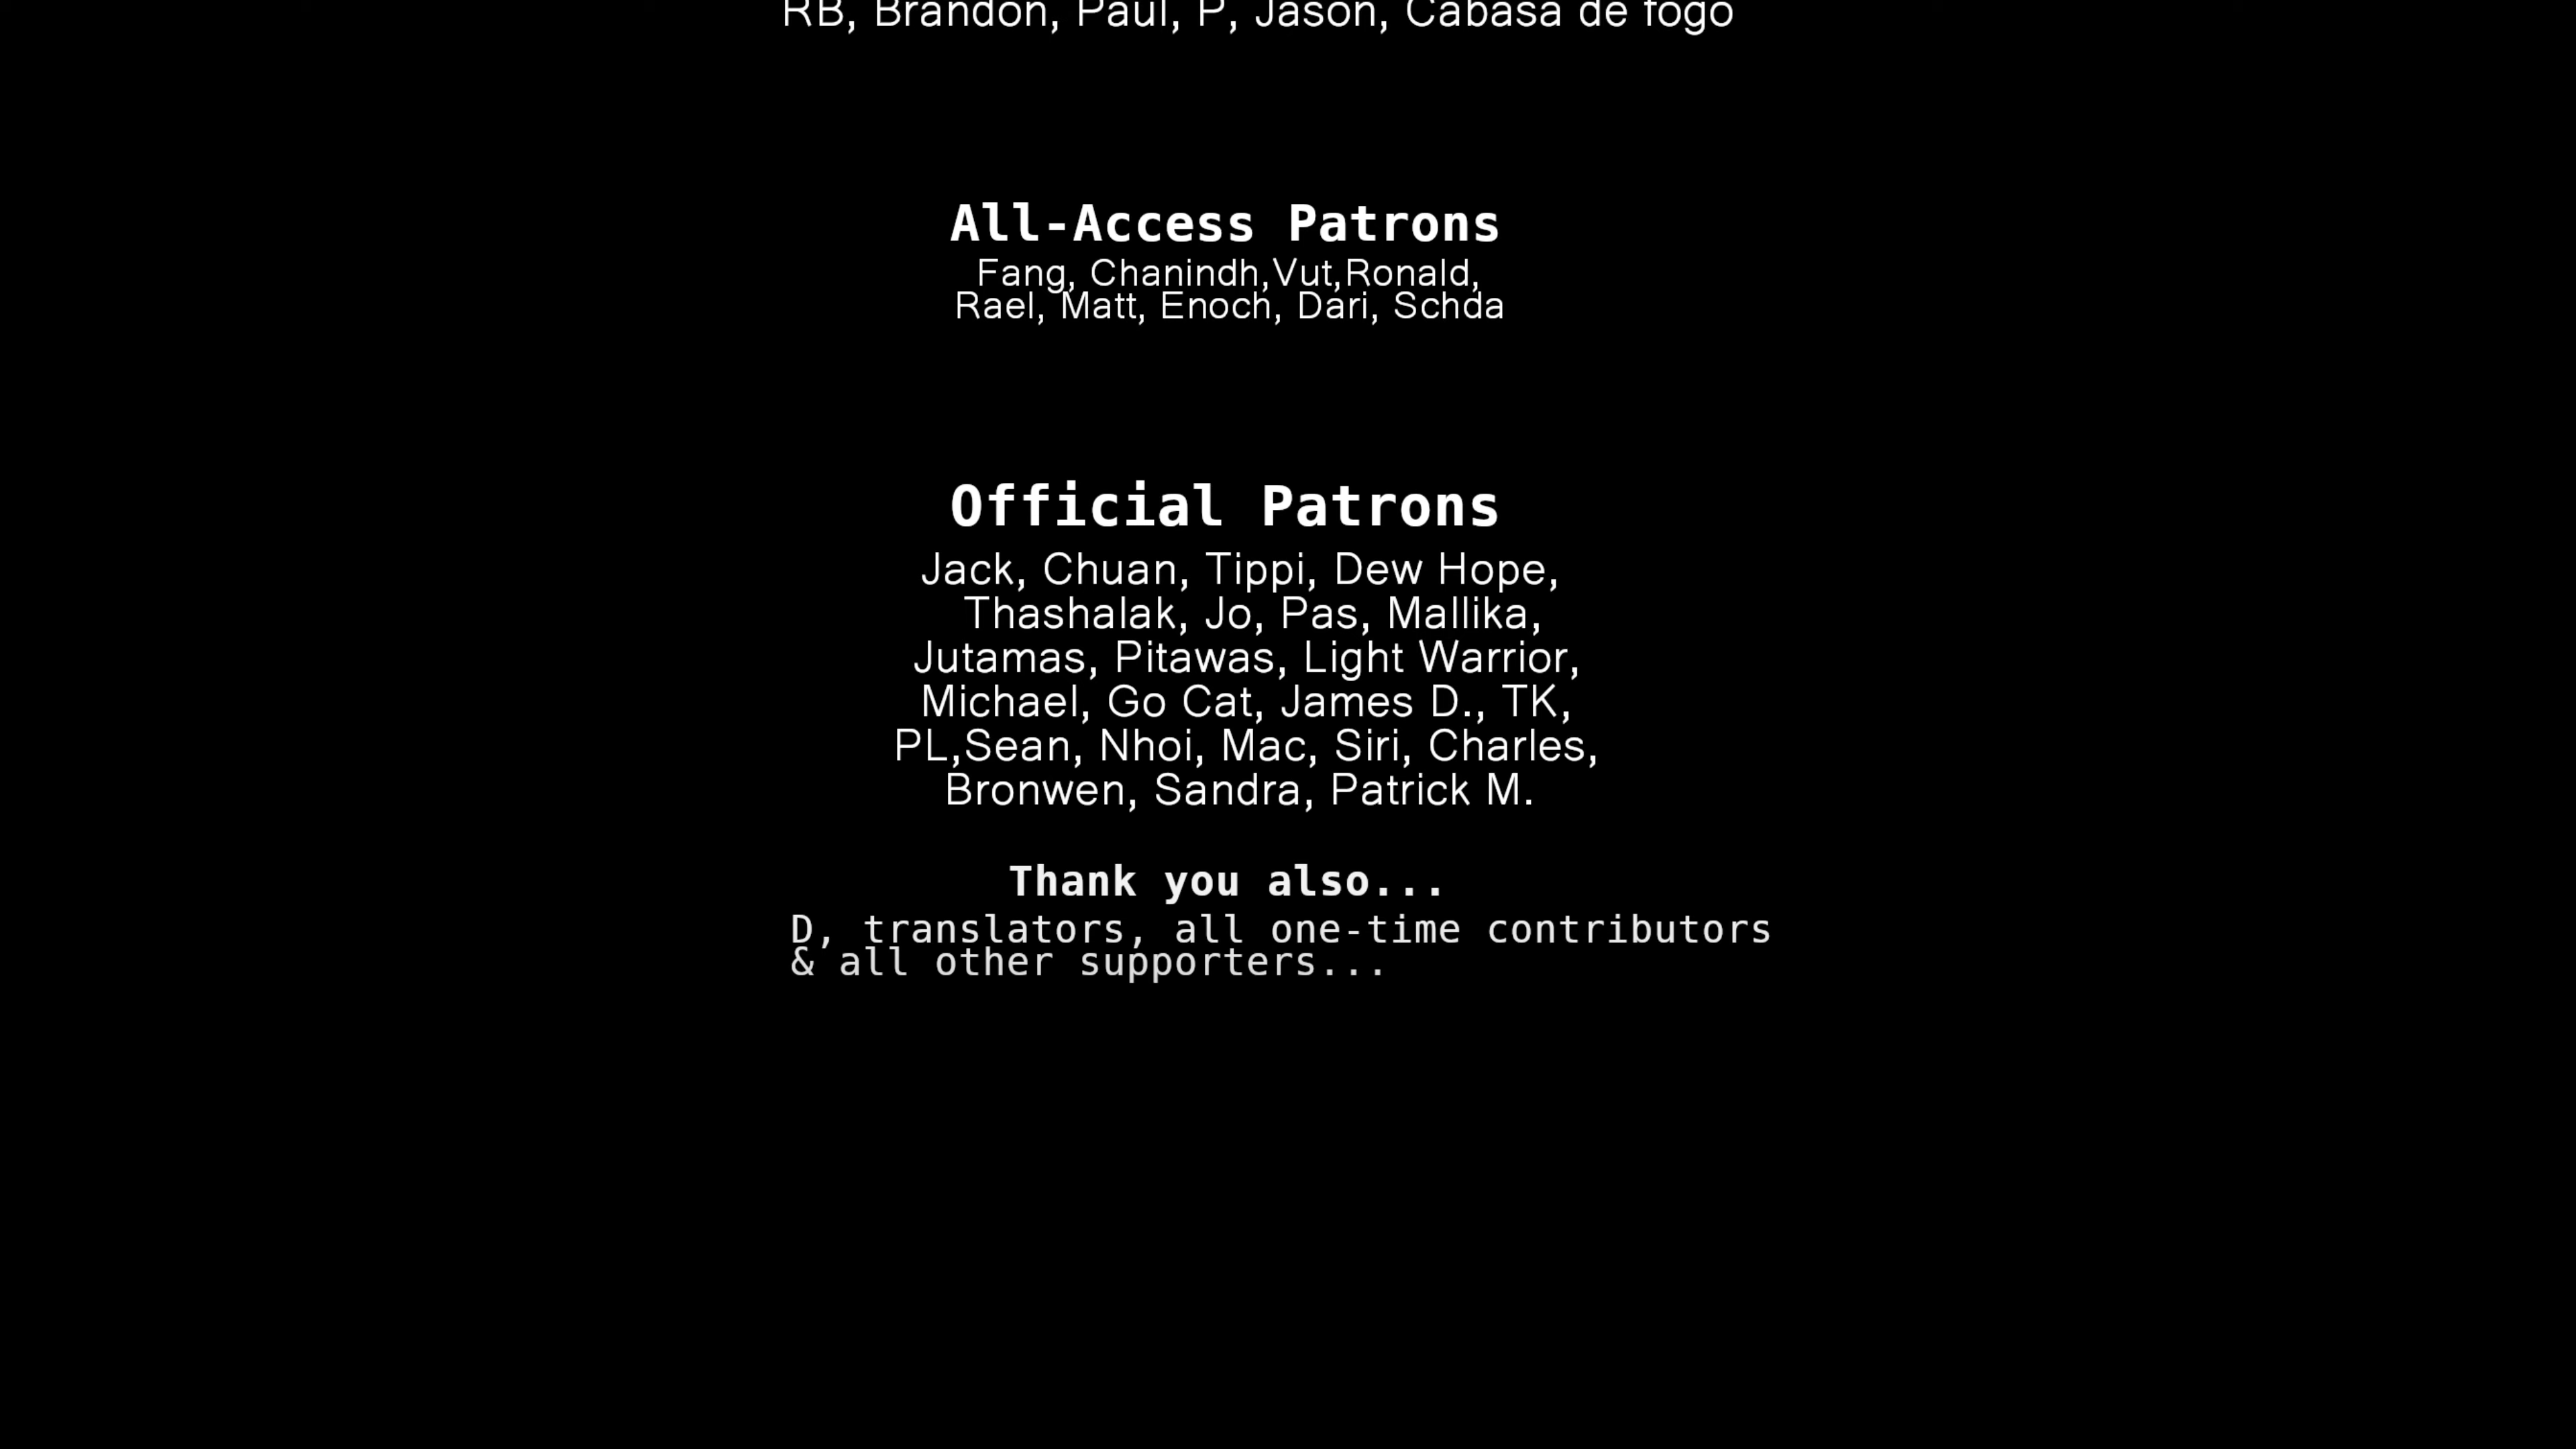 RB, Brandon, Paul, P, Jason, Cabasa de fogo
All-Access Patrons
Fang, Chanindh,Vut,Ronald,
Rael, Matt, Enoch, Dari, Schda
Official Patrons
Jack, Chuan, Tippi, Dew Hope,
Thashalak, Jo, Pas, Mallika,
Jutamas, Pitawas, Light Warrior,
Michael, Go Cat, James D., TK,
PL,Sean, Nhoi, Mac, Siri, Charles,
Bronwen, Sandra, Patrick M.
Thank you also...
D, translators, all one-time contributors
& all other supporters...